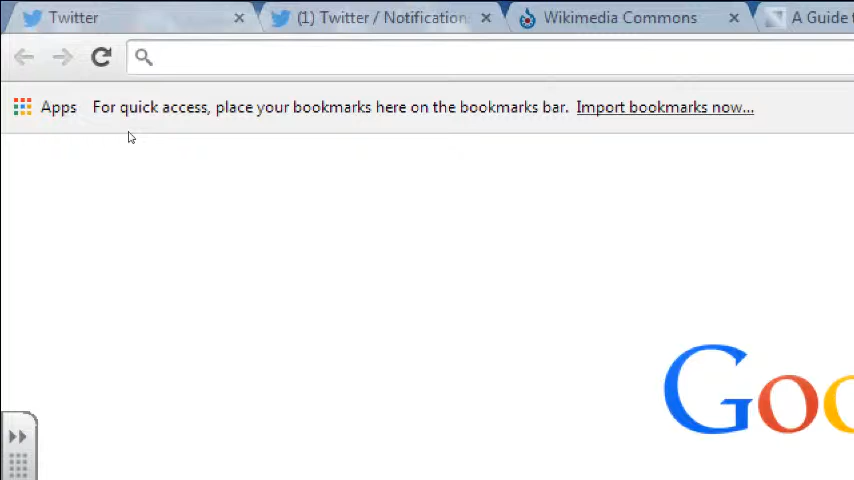 Twitter
(1) Twitter / Notification
Wikimedia Commons
A Guide
Apps For quick access, place your bookmarks here on the bookmarks bar. Import bookmarks now...
Goo